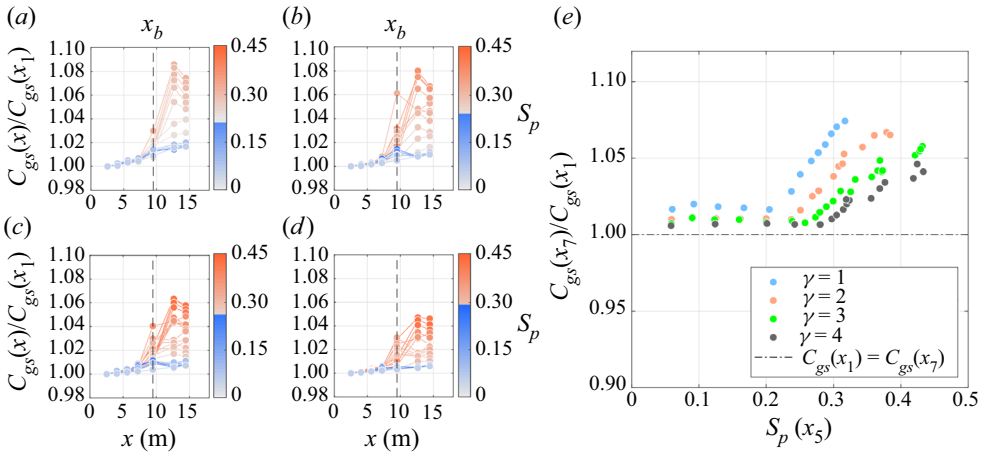 (a)
x_b
(b)
(e)
C_gs(x)/C_gs(x_1)
1.10
1.08
1.06
1.04
1.02
1.00
0.98
0 5 10 15
0.45
0.30
0.15
0
1.10
1.08
1.06
1.04
1.02
1.00
0.98
0 5 10 15
0.45
0.30
0.15
0
S_p
(c)
(d)
C_gs(x)/C_gs(x_1)
1.10
1.08
1.06
1.04
1.02
1.00
0.98
0 5 10 15
x (m)
0.45
0.30
0.15
0
1.10
1.08
1.06
1.04
1.02
1.00
0.98
0 5 10 15
x (m)
0.45
0.30
0.15
0
S_p
C_gs(x_7)/C_gs(x_1)
1.10
1.05
1.00
0.95
0.90
γ = 1
γ = 2
γ = 3
γ = 4
C_gs(x_1) = C_gs(x_7)
0 0.1 0.2 0.3 0.4 0.5
S_p (x_5)